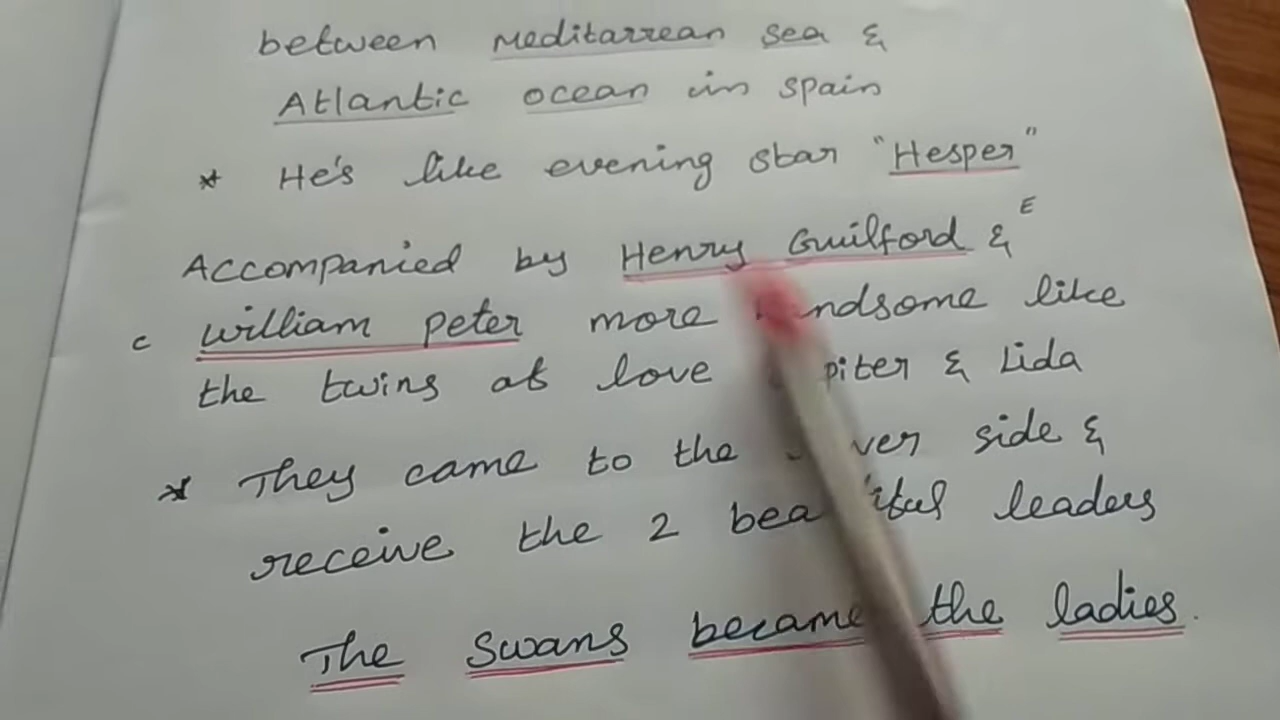 between Meditarrean sea &
Atlantic ocean in spain
* He's like evening star "Hesper"
Accompanied by Henry Guilford & E
c william peter more like
the twins at love & Lida
* They came to the side &
receive the 2 leaders
The Swans became the ladies.